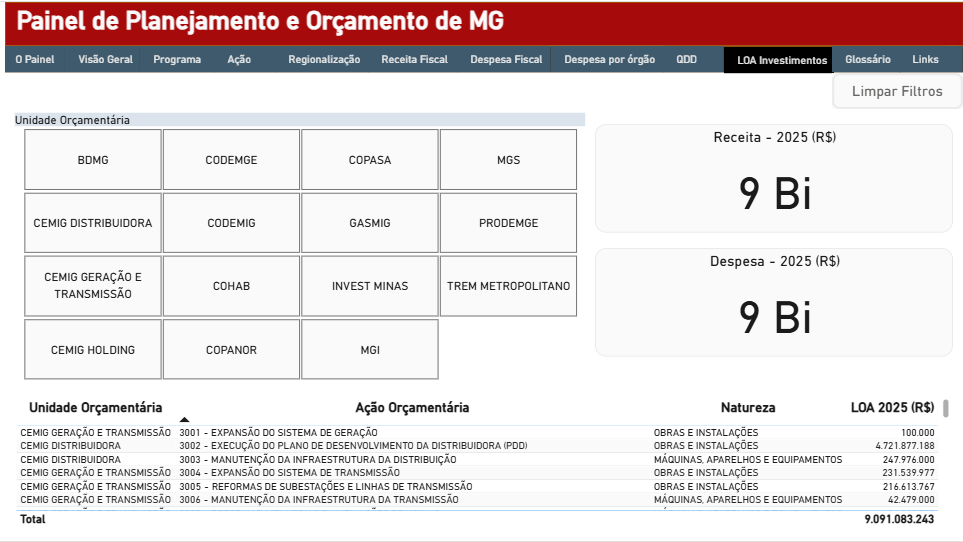 Painel de Planejamento e Orçamento de MG
O Painel Visão Geral Programa Ação Regionalização Receita Fiscal Despesa Fiscal Despesa por órgão QDD LOA Investimentos Glossário Links
Limpar Filtros
Unidade Orçamentária
BDMG CODEMGE COPASA MGS
CEMIG DISTRIBUIDORA CODEMIG GASMIG PRODEMGE
CEMIG GERAÇÃO E
TRANSMISSÃO
COHAB INVEST MINAS TREM METROPOLITANO
CEMIG HOLDING COPANOR MGI
Receita - 2025 (R$)
9 Bi
Despesa - 2025 (R$)
9 Bi
Unidade Orçamentária Ação Orçamentária Natureza LOA 2025 (R$)
CEMIG GERAÇÃO E TRANSMISSÃO 3001 - EXPANSÃO DO SISTEMA DE GERAÇÃO OBRAS E INSTALAÇÕES 100.000
CEMIG DISTRIBUIDORA 3002 - EXECUÇÃO DO PLANO DE DESENVOLVIMENTO DA DISTRIBUIDORA (PDD) OBRAS E INSTALAÇÕES 4.721.877.188
CEMIG DISTRIBUIDORA 3003 - MANUTENÇÃO DA INFRAESTRUTURA DA DISTRIBUIÇÃO MÁQUINAS, APARELHOS E EQUIPAMENTOS 247.976.000
CEMIG GERAÇÃO E TRANSMISSÃO 3004 - EXPANSÃO DO SISTEMA DE TRANSMISSÃO OBRAS E INSTALAÇÕES 231.539.977
CEMIG GERAÇÃO E TRANSMISSÃO 3005 - REFORMAS DE SUBESTAÇÕES E LINHAS DE TRANSMISSÃO OBRAS E INSTALAÇÕES 216.613.767
CEMIG GERAÇÃO E TRANSMISSÃO 3006 - MANUTENÇÃO DA INFRAESTRUTURA DA TRANSMISSÃO MÁQUINAS, APARELHOS E EQUIPAMENTOS 42.479.000
Total 9.091.083.243